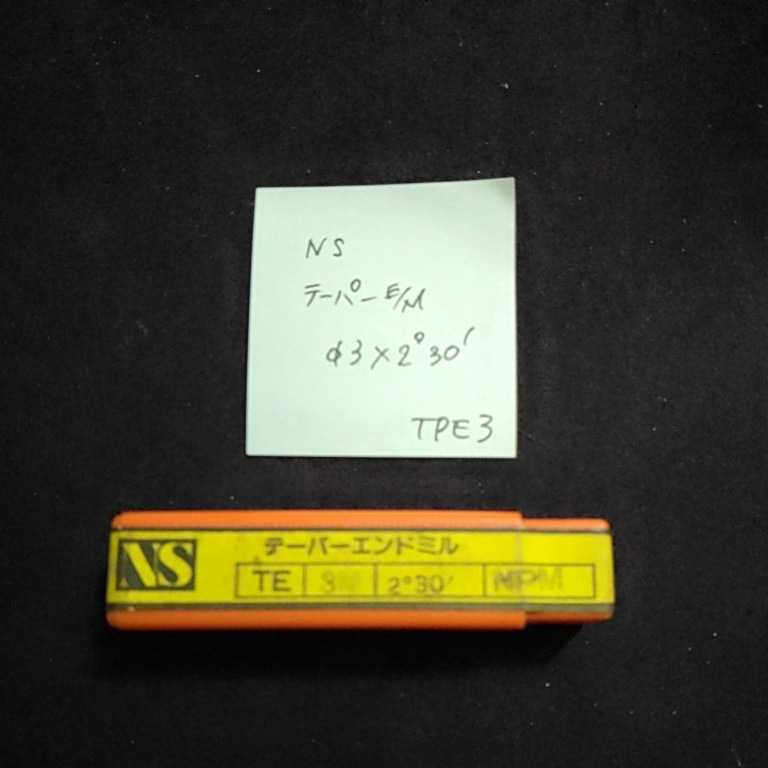 NS
テーパーE/M
φ3×2°30'
TPE3
NS
テーパーエンドミル
TE 2°30' NPM